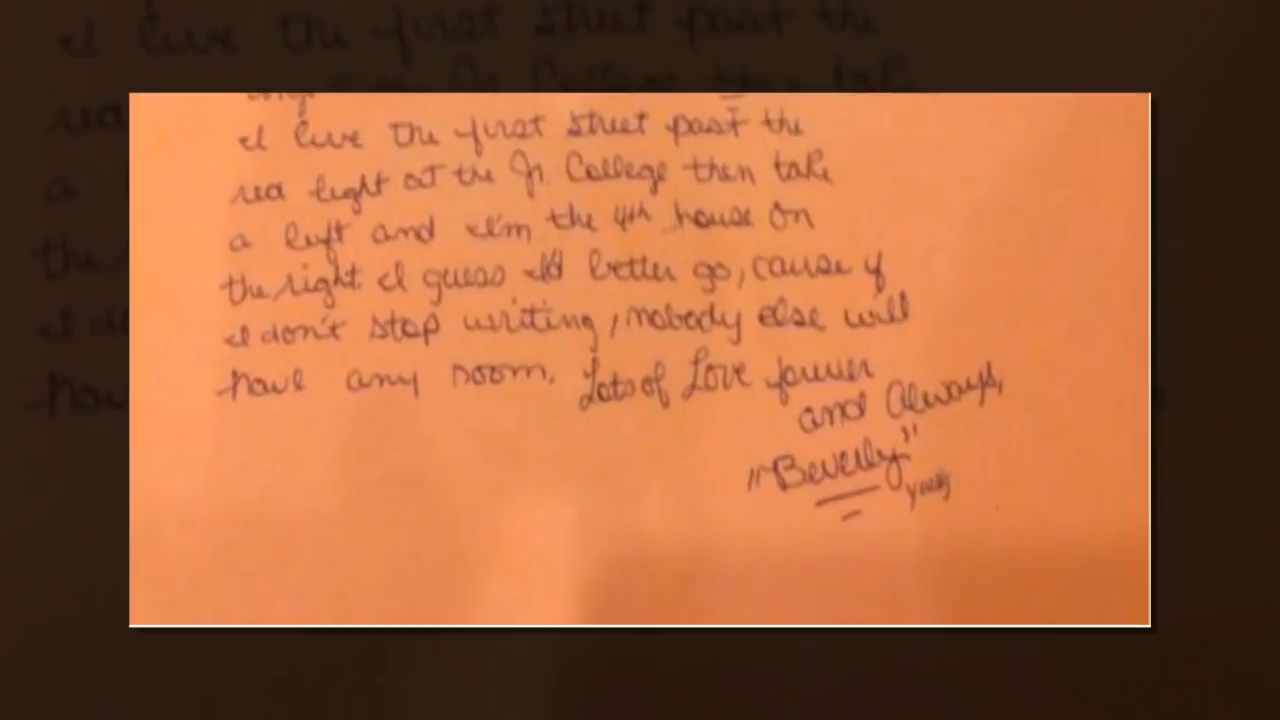 I live the first street past the
red light at the Jr. College then take
a left and I'm the 4th house on
the right. I guess I'd better go, cause if
I don't stop writing, nobody else will
have any room. Lots of Love forever
and Always,
"Beverly"